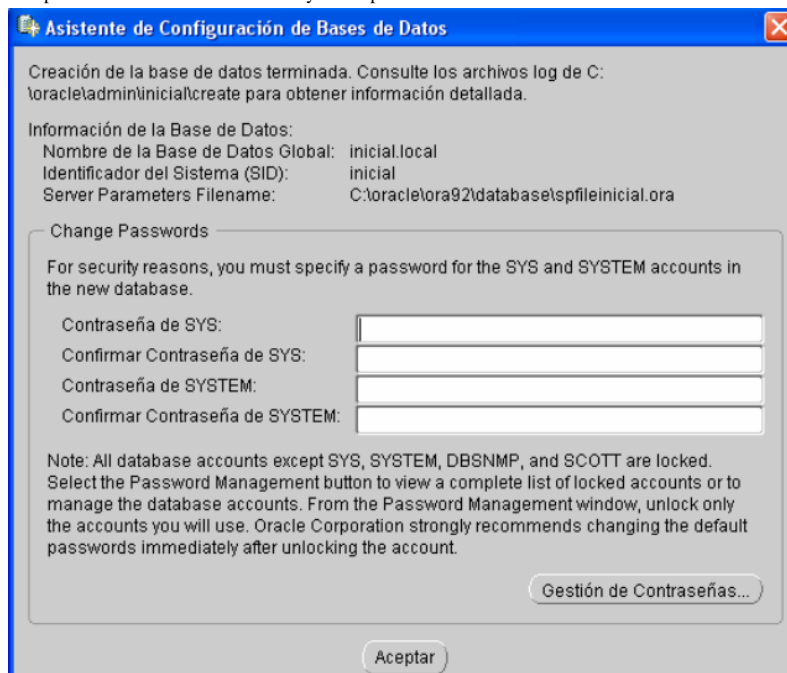 Asistente de Configuración de Bases de Datos
Creación de la base de datos terminada. Consulte los archivos log de C:
\oracle\admin\inicial\create para obtener información detallada.
Información de la Base de Datos:
Nombre de la Base de Datos Global: inicial.local
Identificador del Sistema (SID): inicial
Server Parameters Filename: C:\oracle\ora92\database\spfileinicial.ora
Change Passwords
For security reasons, you must specify a password for the SYS and SYSTEM accounts in
the new database.
Contraseña de SYS:
Confirmar Contraseña de SYS:
Contraseña de SYSTEM:
Confirmar Contraseña de SYSTEM:
Note: All database accounts except SYS, SYSTEM, DBSNMP, and SCOTT are locked.
Select the Password Management button to view a complete list of locked accounts or to
manage the database accounts. From the Password Management window, unlock only
the accounts you will use. Oracle Corporation strongly recommends changing the default
passwords immediately after unlocking the account.
Gestión de Contraseñas...
Aceptar